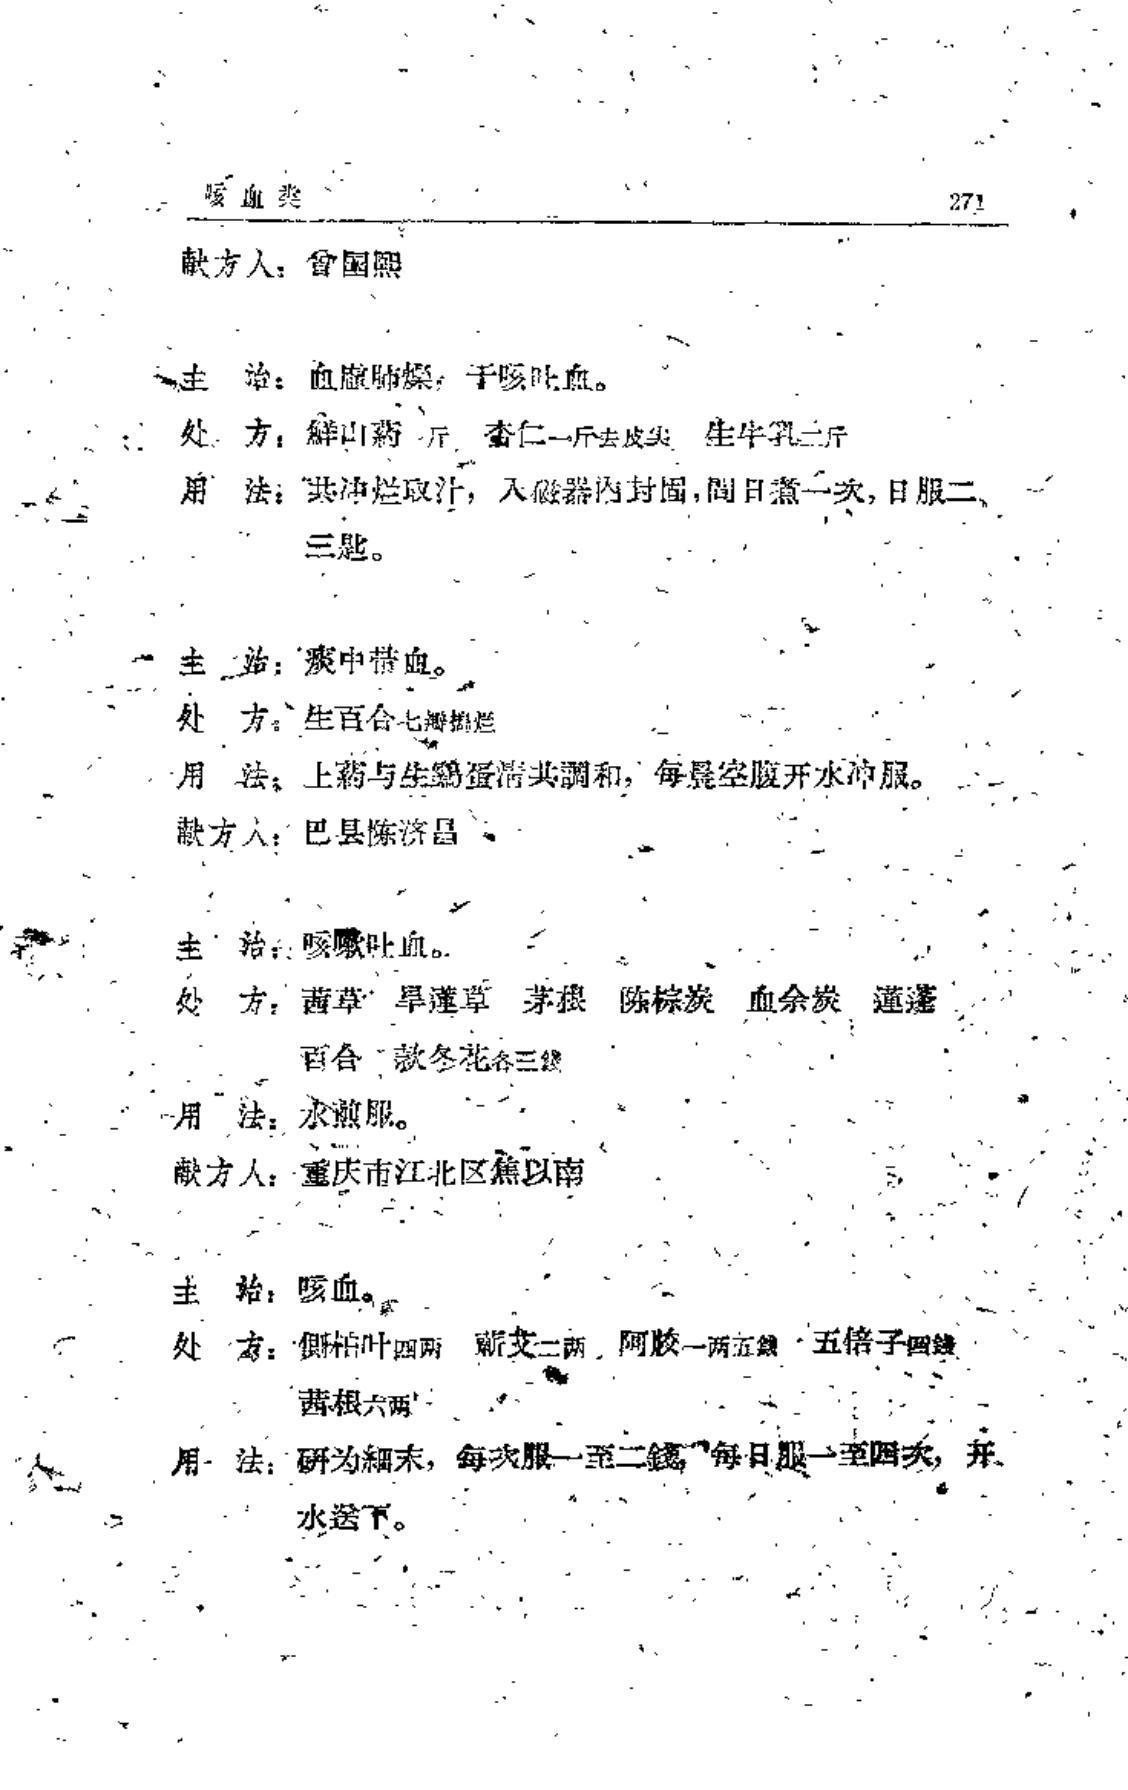 咳血类 271
献方人：曾国熙
主　治：血虛肺燥，干咳吐血。
处　方：鮮山葯一斤　杏仁一斤去皮尖　生牛乳二斤
用　法：共冲烂取汁，入磁器內封固，間日煮一次，日服二、
三匙。
主　治：痰中带血。
处　方：生百合七瓣搗烂
用　法：上葯与生鷄蛋清共調和，每晨空腹开水冲服。
献方人：巴县陈济昌
主　治：咳嗽吐血。
处　方：茜草　旱蓮草　茅根　陈棕炭　血余炭　蓮蓬
百合　款冬花各三錢
用　法：水煎服。
献方人：重庆市江北区蕉以南
主　治：咳血。
处　方：側柏叶四两　蘄艾二两　阿胶一两五錢　五倍子四錢
茜根六两
用　法：研为細末，每次服一至二錢，每日服一至四次，开
水送下。